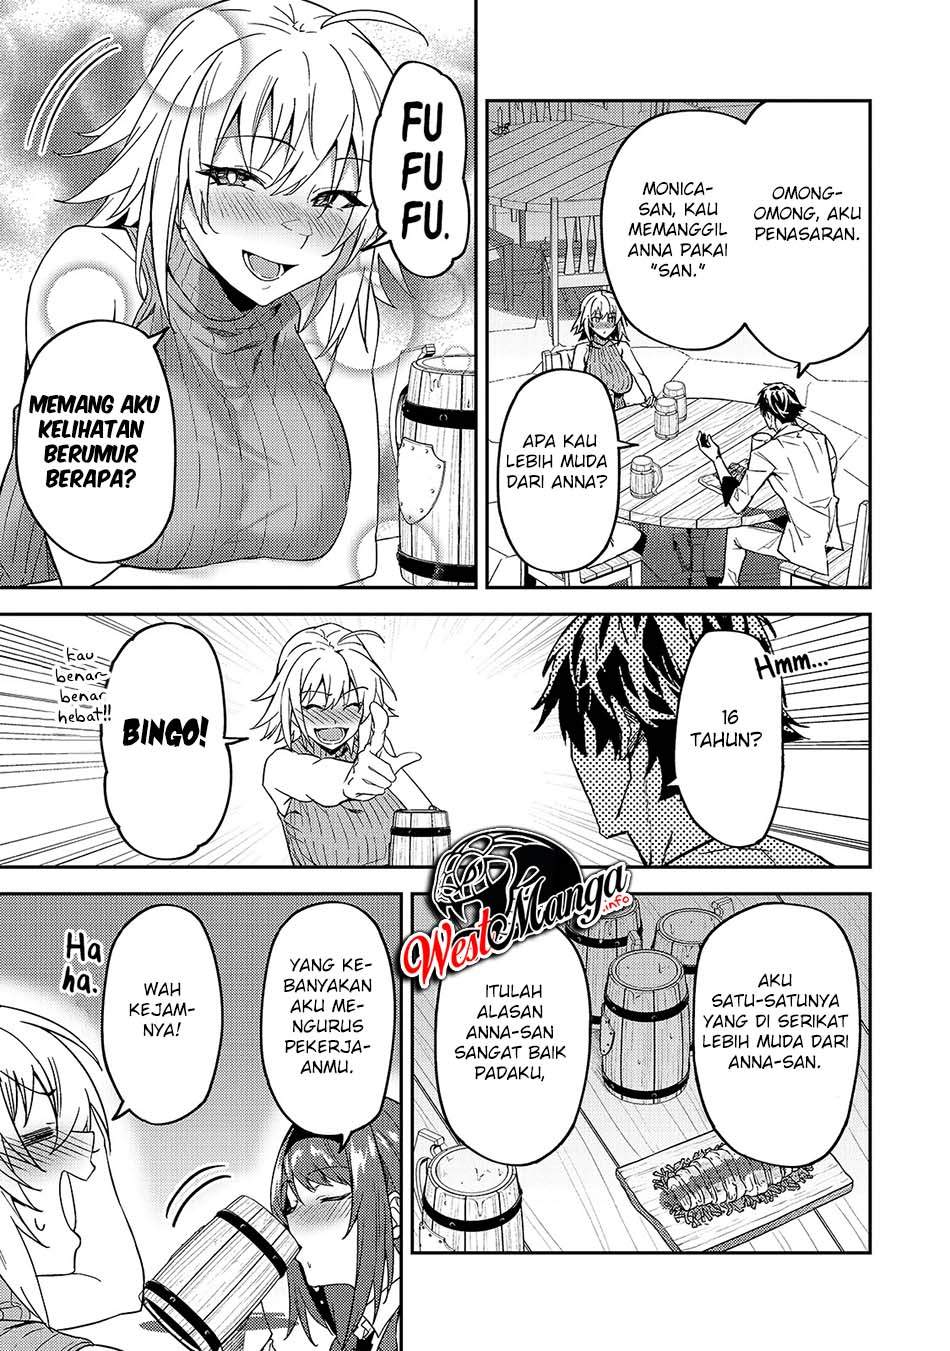 OMONG-
OMONG, AKU
PENASARAN.
MONICA-
SAN, KAU
MEMANGGIL
ANNA PAKAI
"SAN."
APA KAU
LEBIH MUDA
DARI ANNA?
FU
FU
FU.
MEMANG AKU
KELIHATAN
BERUMUR
BERAPA?
Hmm...
16
TAHUN?
BINGO!
kau
benar-
benar
hebat!!
AKU
SATU-SATUNYA
YANG DI SERIKAT
LEBIH MUDA DARI
ANNA-SAN.
ITULAH
ALASAN
ANNA-SAN
SANGAT BAIK
PADAKU,
WestManga
.info
YANG KE-
BANYAKAN
AKU ME-
NGURUS
PEKERJA-
ANMU.
WAH
KEJAM-
NYA!
Ha
ha.